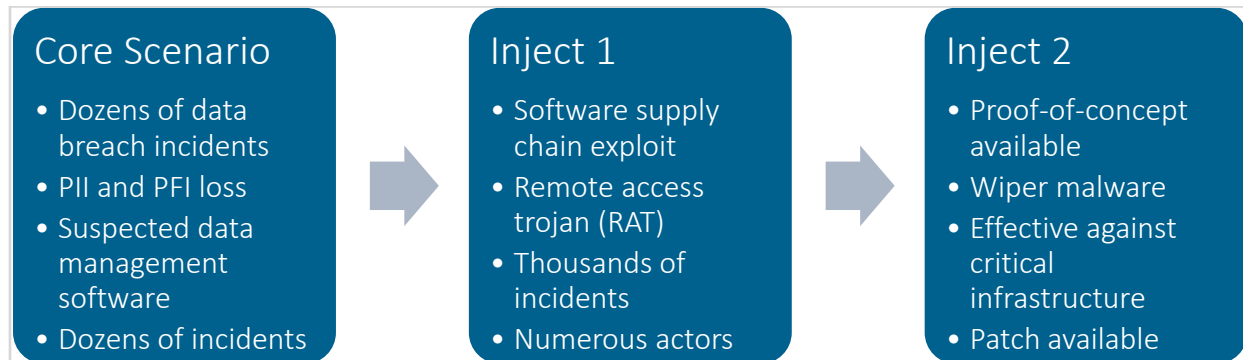 Core Scenario
• Dozens of data
breach incidents
• PII and PFI loss
• Suspected data
management
software
• Dozens of incidents
Inject 1
• Software supply
chain exploit
• Remote access
trojan (RAT)
• Thousands of
incidents
• Numerous actors
Inject 2
• Proof-of-concept
available
• Wiper malware
• Effective against
critical
infrastructure
• Patch available